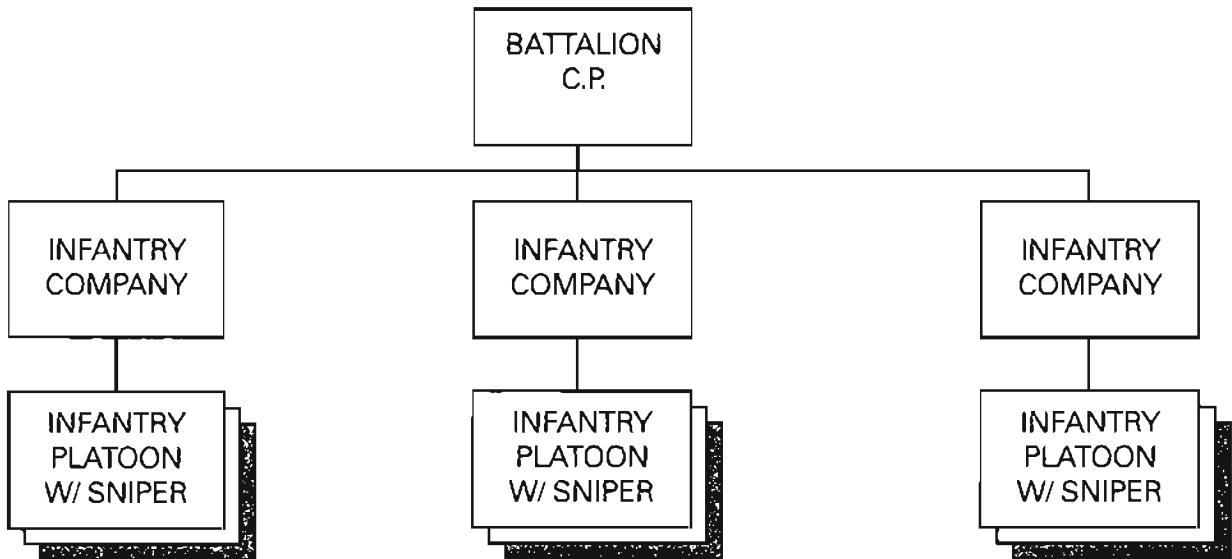 BATTALION
C.P.
INFANTRY
COMPANY
INFANTRY
COMPANY
INFANTRY
COMPANY
INFANTRY
PLATOON
W/ SNIPER
INFANTRY
PLATOON
W/ SNIPER
INFANTRY
PLATOON
W/ SNIPER